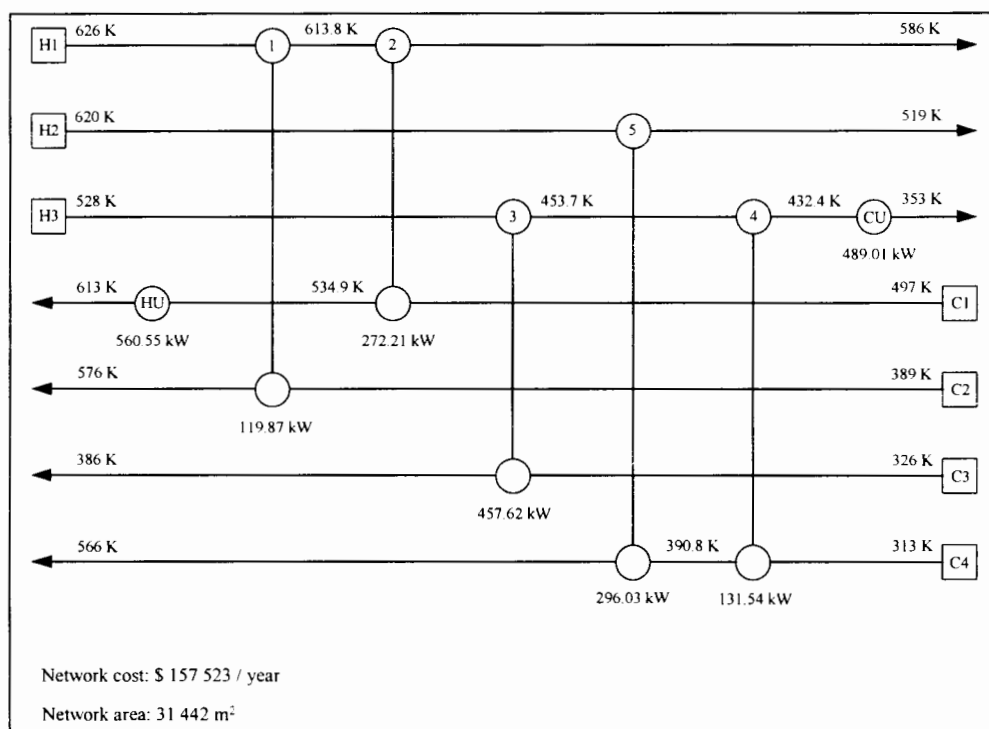 H1 626 K 1 613.8 K 2 586 K
H2 620 K 5 519 K
H3 528 K 3 453.7 K 4 432.4 K CU 353 K
489.01 kW
613 K HU 534.9 K 497 K C1
560.55 kW 272.21 kW
576 K 389 K C2
119.87 kW
386 K 326 K C3
457.62 kW
566 K 390.8 K 313 K C4
296.03 kW 131.54 kW
Network cost: $ 157 523 / year
Network area: 31 442 m²